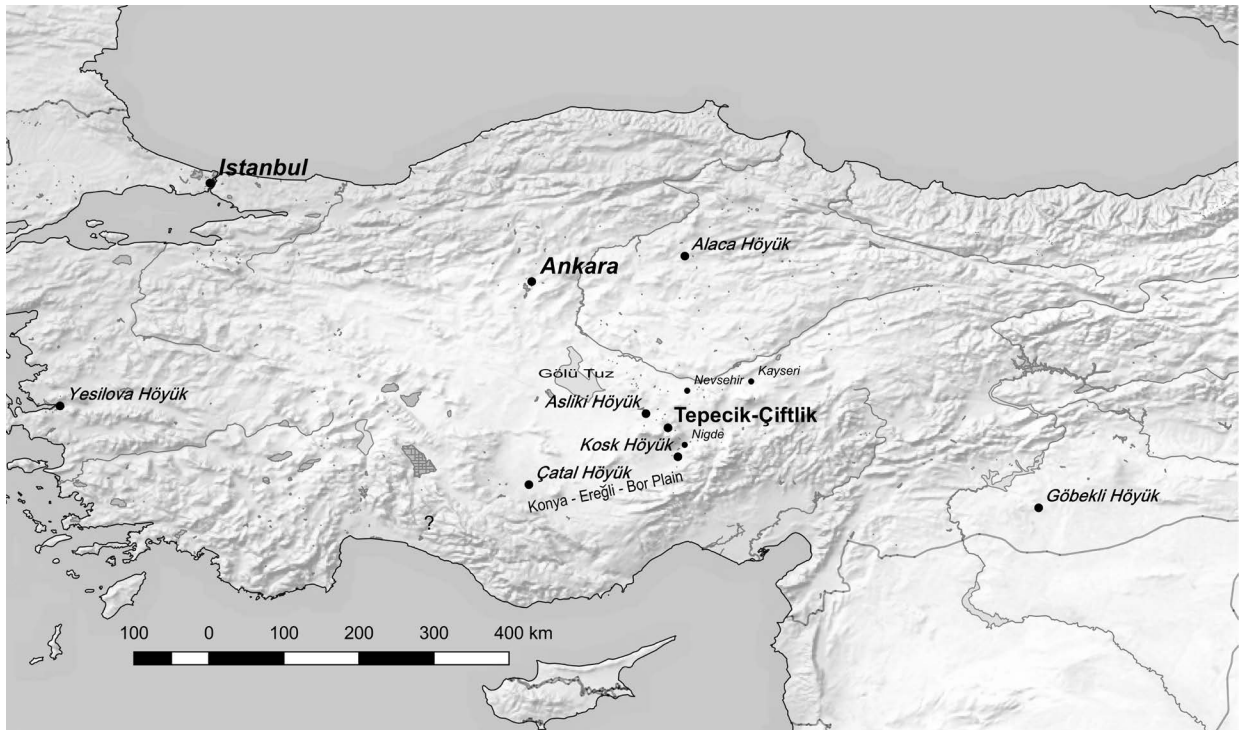 Istanbul
Alaca Höyük
Ankara
Gölü Tuz
Kayseri
Nevsehir
Yesilova Höyük
Asliki Höyük
Tepecik-Çiftlik
Nigde
Kosk Höyük
Çatal Höyük
Konya - Ereğli - Bor Plain
Göbekli Höyük
?
100 0 100 200 300 400 km